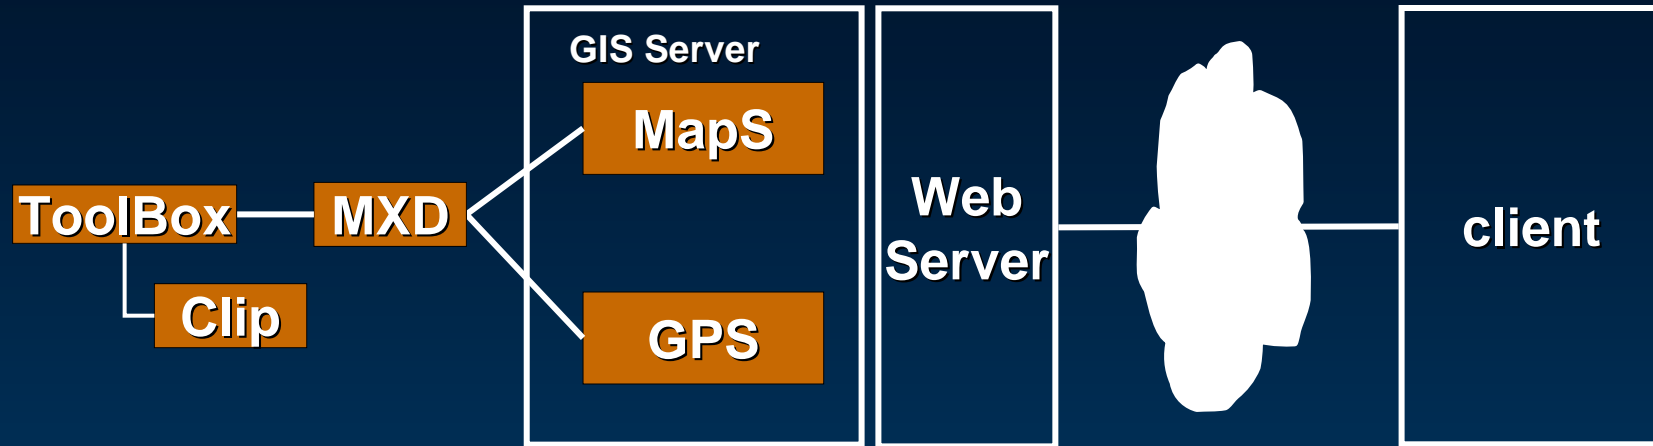 GIS Server
MapS
ToolBox
MXD
Clip
GPS
Web
Server
client